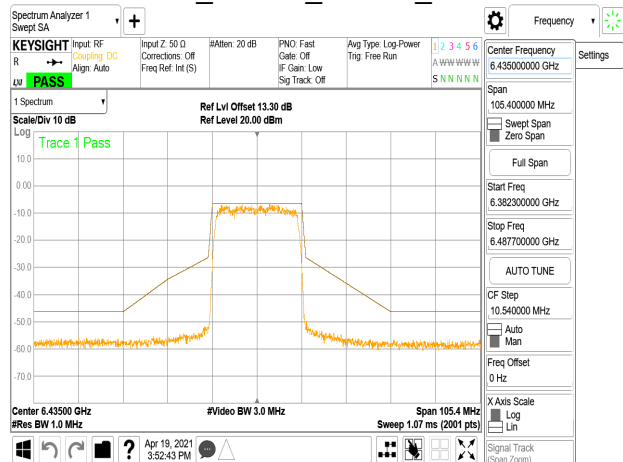 Spectrum Analyzer 1
Swept SA
Frequency
KEYSIGHT
R
LXI
PASS
Input: RF
Coupling: DC
Align: Auto
Input Z: 50 Ω
Corrections: Off
Freq Ref: Int (S)
#Atten: 20 dB
PNO: Fast
Gate: Off
IF Gain: Low
Sig Track: Off
Avg Type: Log-Power
Trig: Free Run
1 2 3 4 5 6
A W W W W W
S N N N N N
Center Frequency
6.435000000 GHz
Settings
Span
105.400000 MHz
Swept Span
Zero Span
Full Span
Start Freq
6.382300000 GHz
Stop Freq
6.487700000 GHz
AUTO TUNE
CF Step
10.540000 MHz
Auto
Man
Freq Offset
0 Hz
X Axis Scale
Log
Lin
Signal Track
(Span Zoom)
1 Spectrum
Scale/Div 10 dB
Ref Lvl Offset 13.30 dB
Ref Level 20.00 dBm
Log
Trace 1 Pass
10.0
0.00
-10.0
-20.0
-30.0
-40.0
-50.0
-60.0
-70.0
Center 6.43500 GHz
#Video BW 3.0 MHz
Span 105.4 MHz
#Res BW 1.0 MHz
Sweep 1.07 ms (2001 pts)
?
Apr 19, 2021
3:52:43 PM